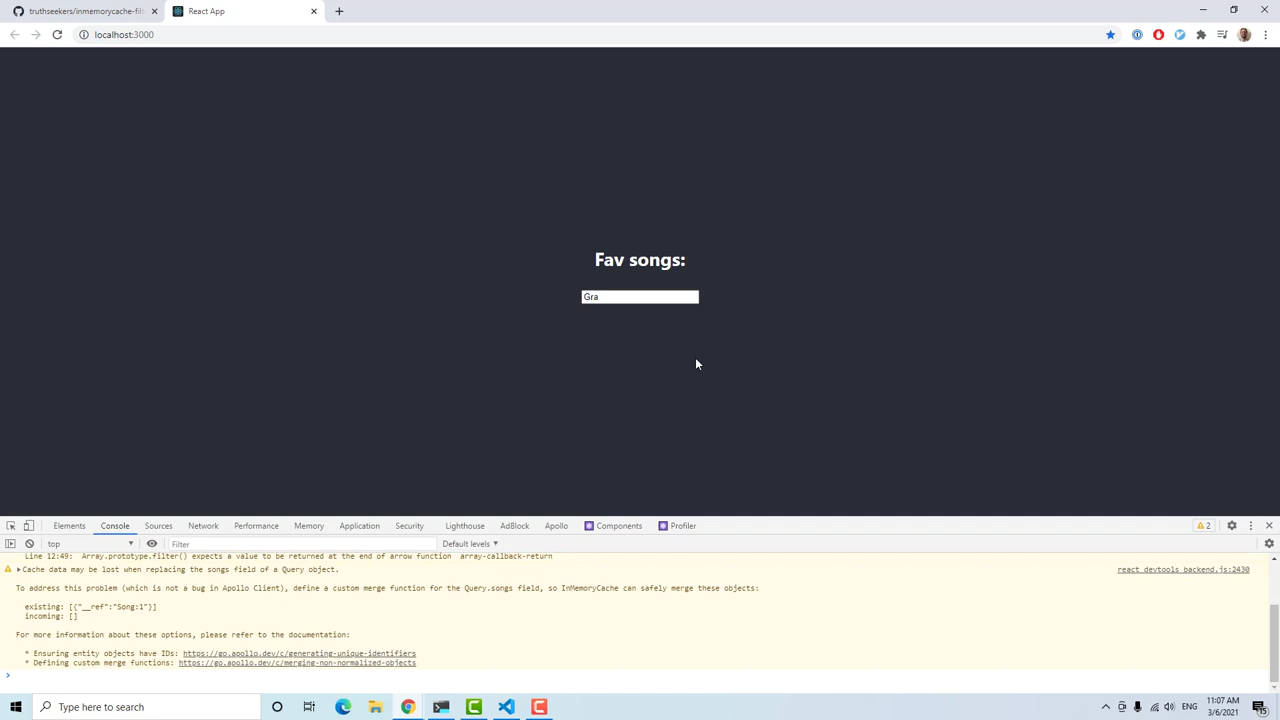 truthseekers/inmemorycache-filt
React App
localhost:3000
Fav songs:
Gra
Elements Console Sources Network Performance Memory Application Security Lighthouse AdBlock Apollo Components Profiler 2
top Filter Default levels
Line 12:49: Array.prototype.filter() expects a value to be returned at the end of arrow function array-callback-return
Cache data may be lost when replacing the songs field of a Query object. react_devtools_backend.js:2430
To address this problem (which is not a bug in Apollo Client), define a custom merge function for the Query.songs field, so InMemoryCache can safely merge these objects:
existing: [{"__ref":"Song:1"}]
incoming: []
For more information about these options, please refer to the documentation:
* Ensuring entity objects have IDs: https://go.apollo.dev/c/generating-unique-identifiers
* Defining custom merge functions: https://go.apollo.dev/c/merging-non-normalized-objects
Type here to search
ENG
11:07 AM
3/6/2021
15